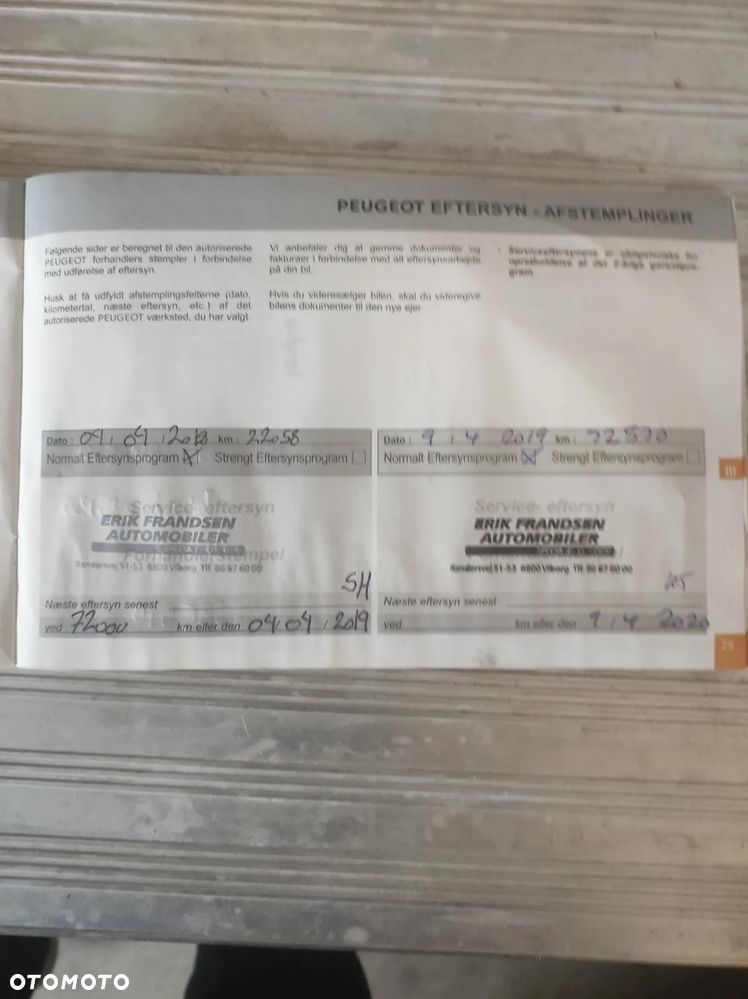 PEUGEOT EFTERSYN - AFSTEMPLINGER
Følgende sider er beregnet til den autoriserede
PEUGEOT forhandlers stempler i forbindelse
med udførelse af eftersyn.
Husk at få udfyldt afstemplingsfelterne (dato,
kilometertal, næste eftersyn, etc.) af det
autoriserede PEUGEOT værksted, du har valgt.
Vi anbefaler dig at gemme dokumenter og
fakturaer i forbindelse med alt eftersynsarbejde
på din bil.
Hvis du videresælger bilen, skal du videregive
bilens dokumenter til den nye ejer.
Dato : 04 / 04 / 2018 km : 22058
Normalt Eftersynsprogram Strengt Eftersynsprogram
Service- eftersyn
ERIK FRANDSEN
AUTOMOBILER
Forhandlerstempel
Randersvej 51-53 8800 Viborg Tlf. 86 67 60 00
SH
Næste eftersyn senest
ved 72000 km eller den 04/04/2019
Dato : 9 / 4 2019 km : 72570
Normalt Eftersynsprogram Strengt Eftersynsprogram
Service- eftersyn
ERIK FRANDSEN
AUTOMOBILER
Randersvej 51-53 8800 Viborg Tlf. 86 67 60 00
Næste eftersyn senest
ved km eller den 9 / 4 2020
III
25
OTOMOTO